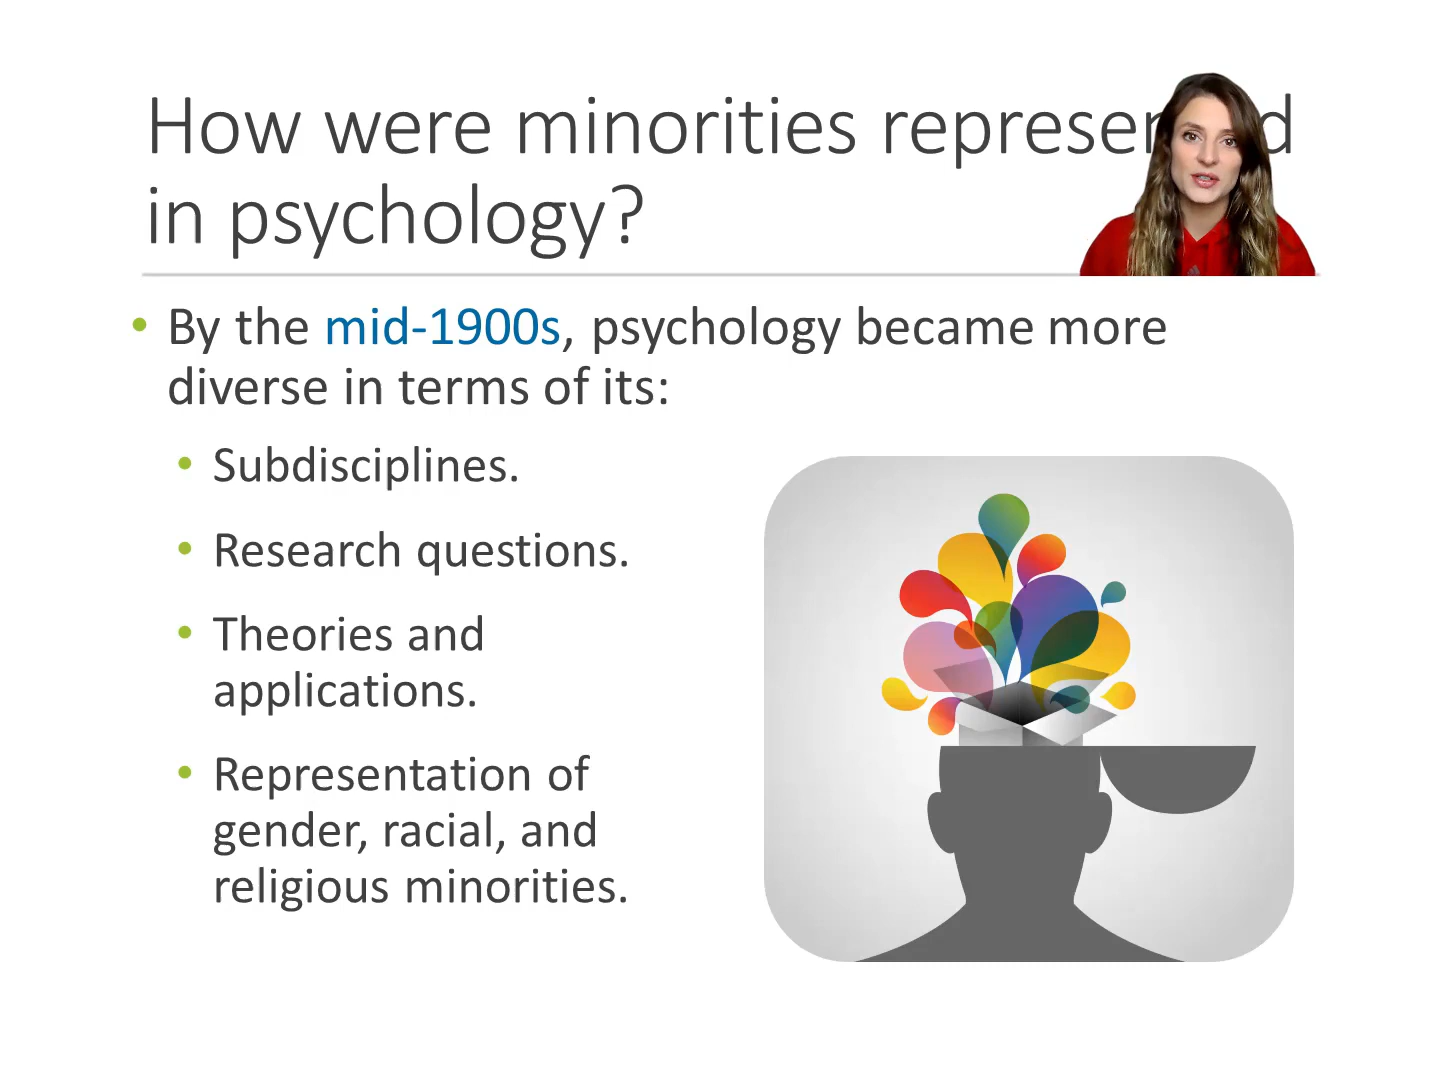 How were minorities represented
in psychology?
• By the mid-1900s, psychology became more
diverse in terms of its:
• Subdisciplines.
• Research questions.
• Theories and
applications.
• Representation of
gender, racial, and
religious minorities.